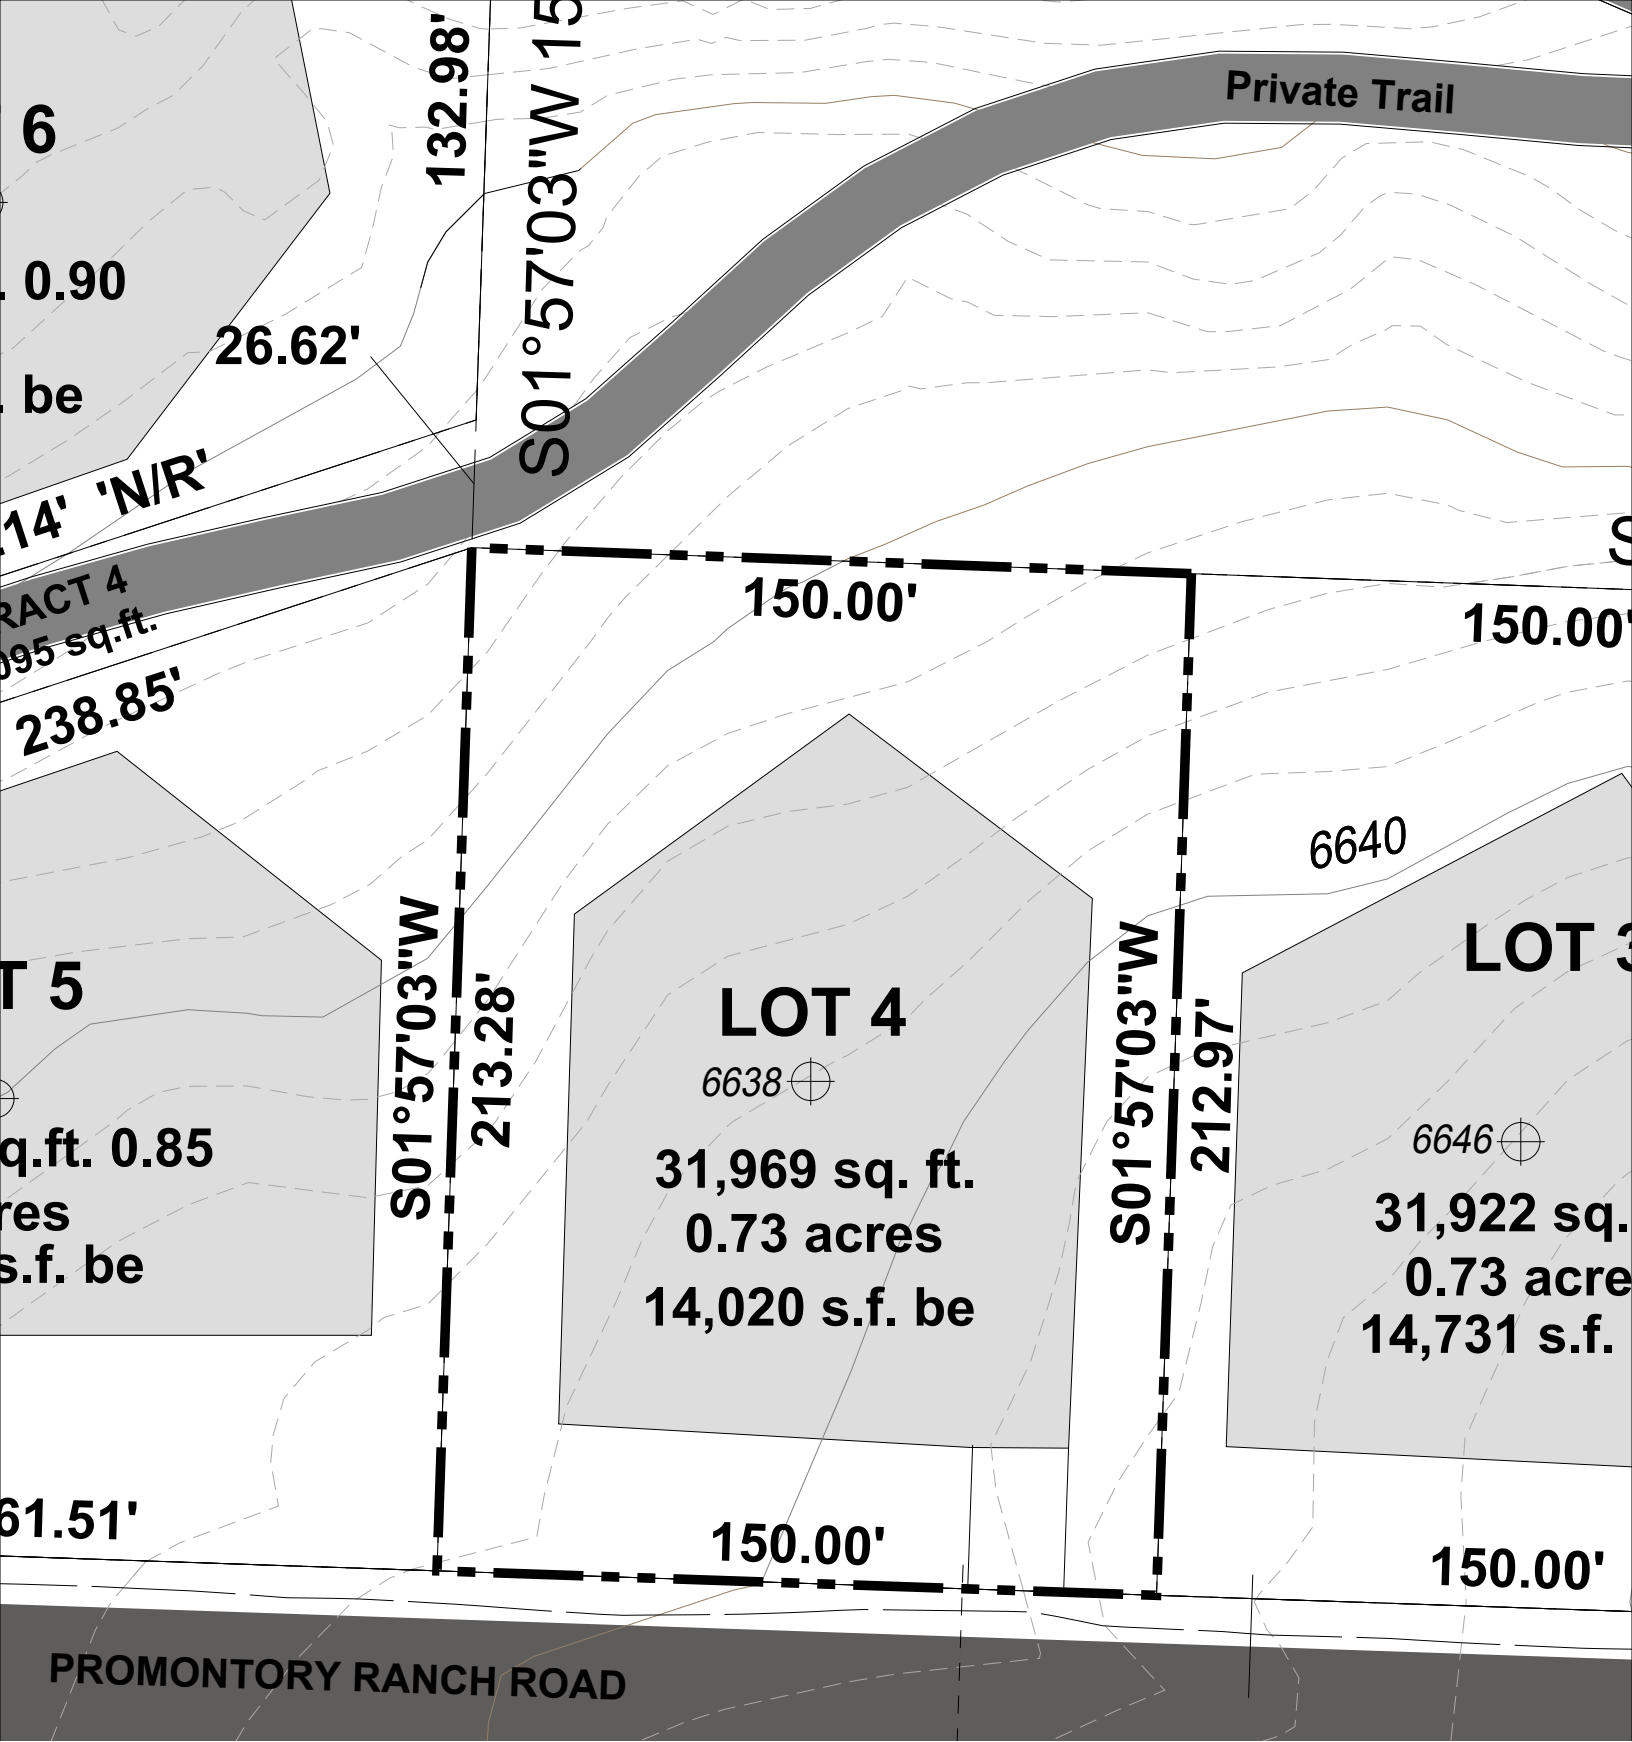 132.98'
S01°57'03"W 15
Private Trail
6
. 0.90
26.62'
. be
.14' 'N/R'
S
RACT 4
095 sq.ft.
150.00'
150.00'
238.85'
6640
LOT 3
T 5
S01°57'03"W
213.28'
LOT 4
6638
S01°57'03"W
212.97'
6646
q.ft. 0.85
31,969 sq. ft.
31,922 sq.
res
0.73 acres
0.73 acre
s.f. be
14,020 s.f. be
14,731 s.f.
61.51'
150.00'
150.00'
PROMONTORY RANCH ROAD